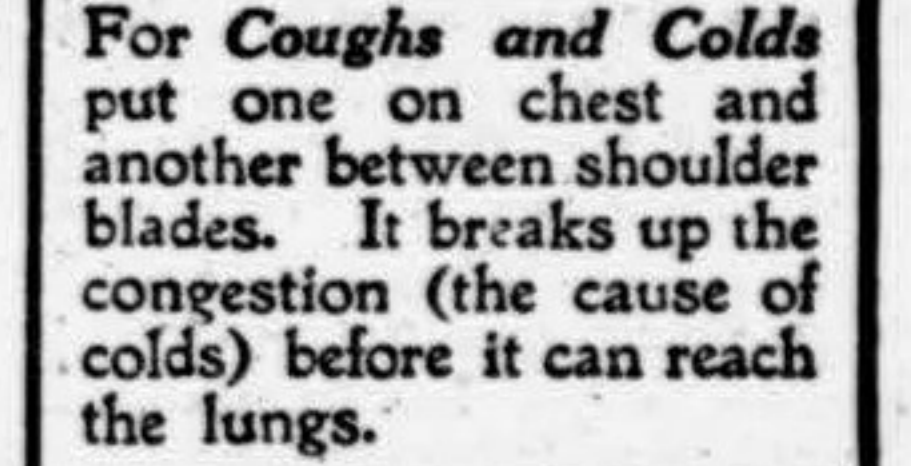 For Coughs and Colds
put one on chest and
another between shoulder
blades. It breaks up the
congestion (the cause of
colds) before it can reach
the lungs.